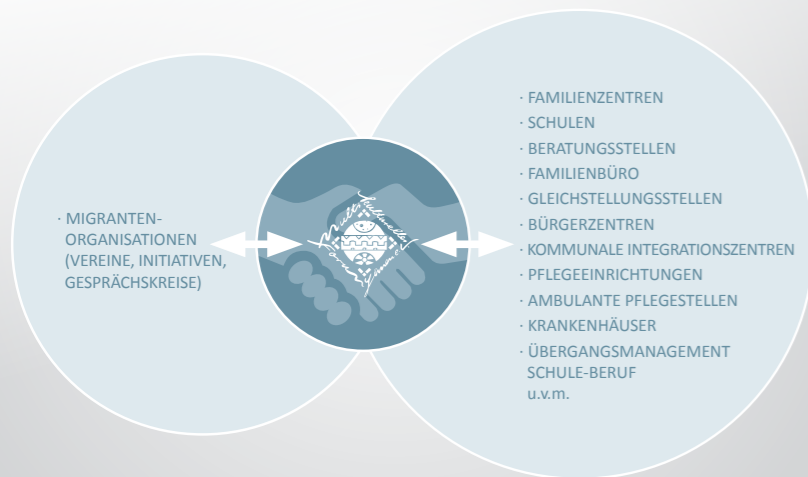 · MIGRANTEN-
ORGANISATIONEN
(VEREINE, INITIATIVEN,
GESPRÄCHSKREISE)
· FAMILIENZENTREN
· SCHULEN
· BERATUNGSSTELLEN
· FAMILIENBÜRO
· GLEICHSTELLUNGSSTELLEN
· BÜRGERZENTREN
· KOMMUNALE INTEGRATIONSZENTREN
· PFLEGEEINRICHTUNGEN
· AMBULANTE PFLEGESTELLEN
· KRANKENHÄUSER
· ÜBERGANGSMANAGEMENT
SCHULE-BERUF
u.v.m.